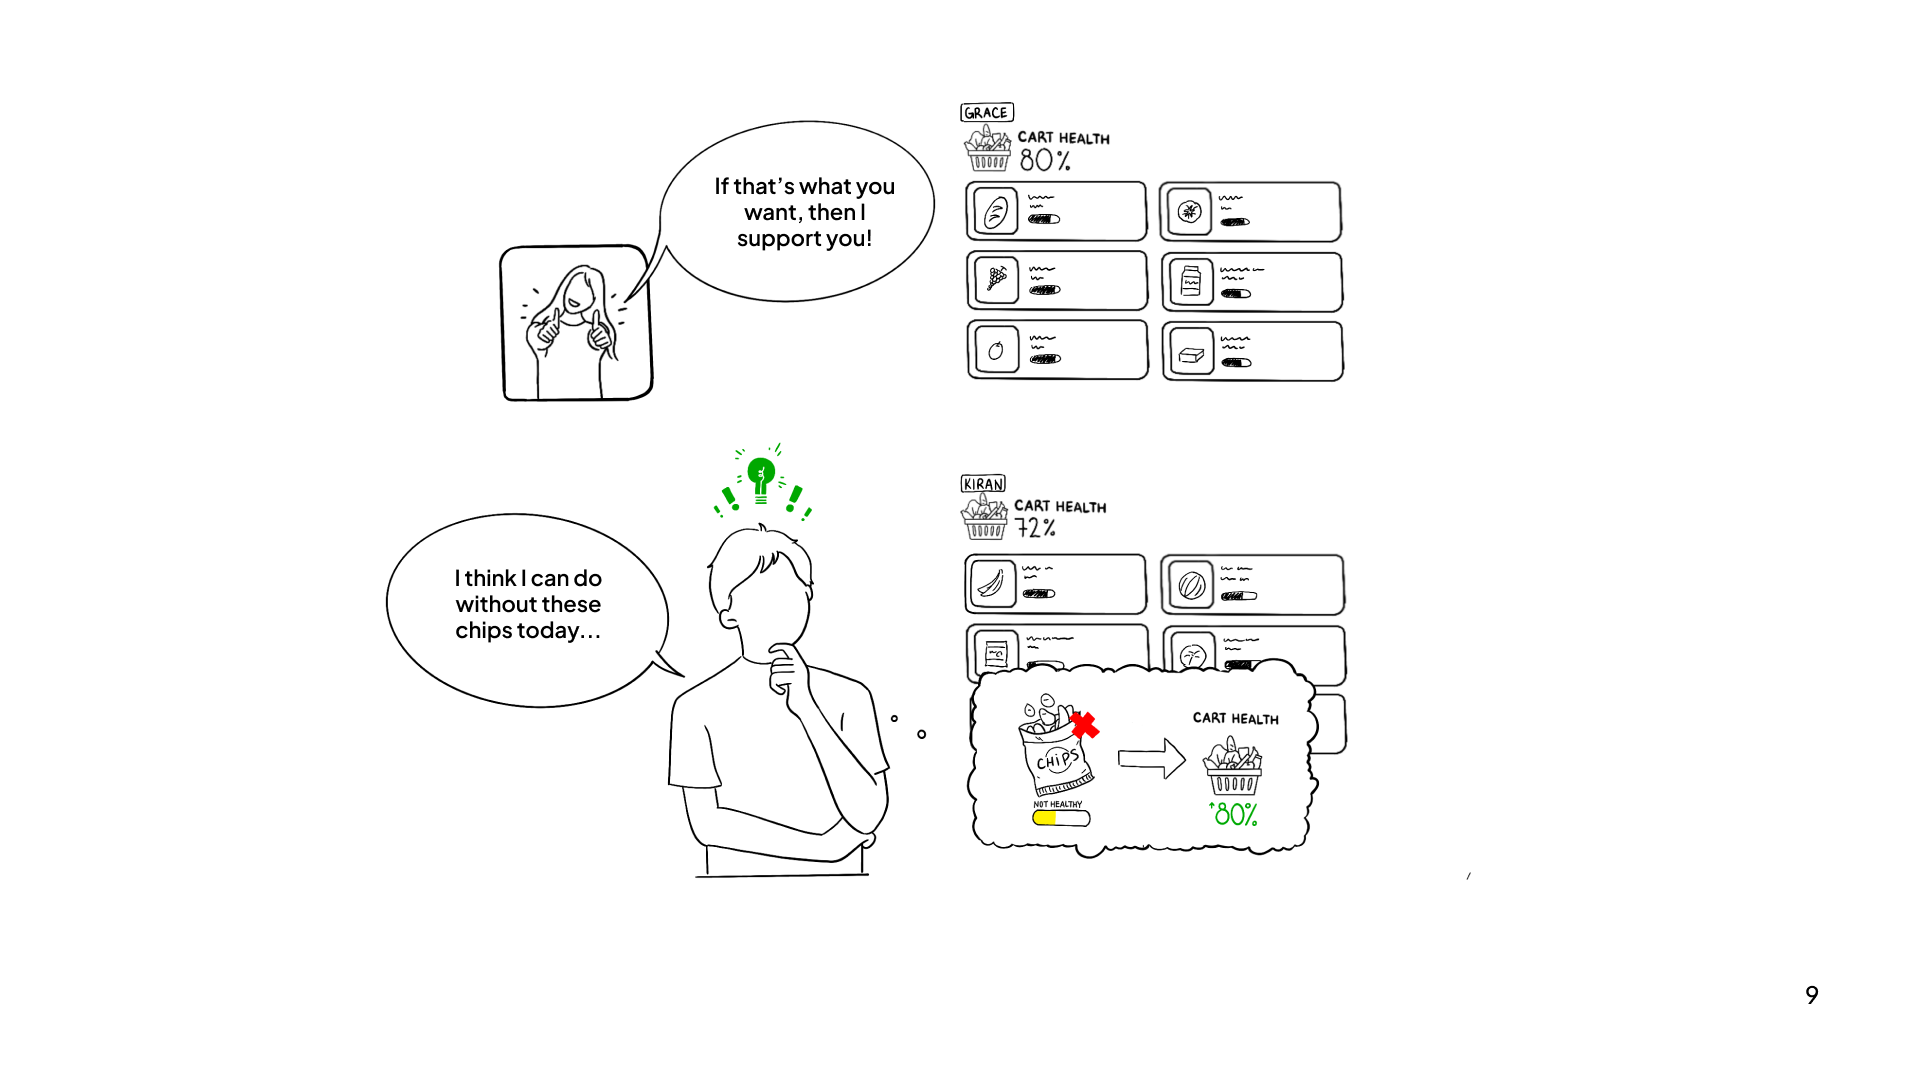 GRACE
CART HEALTH
80%
If that’s what you
want, then I
support you!
KIRAN
CART HEALTH
72%
I think I can do
without these
chips today...
CHIPS
NOT HEALTHY
CART HEALTH
↑80%
9